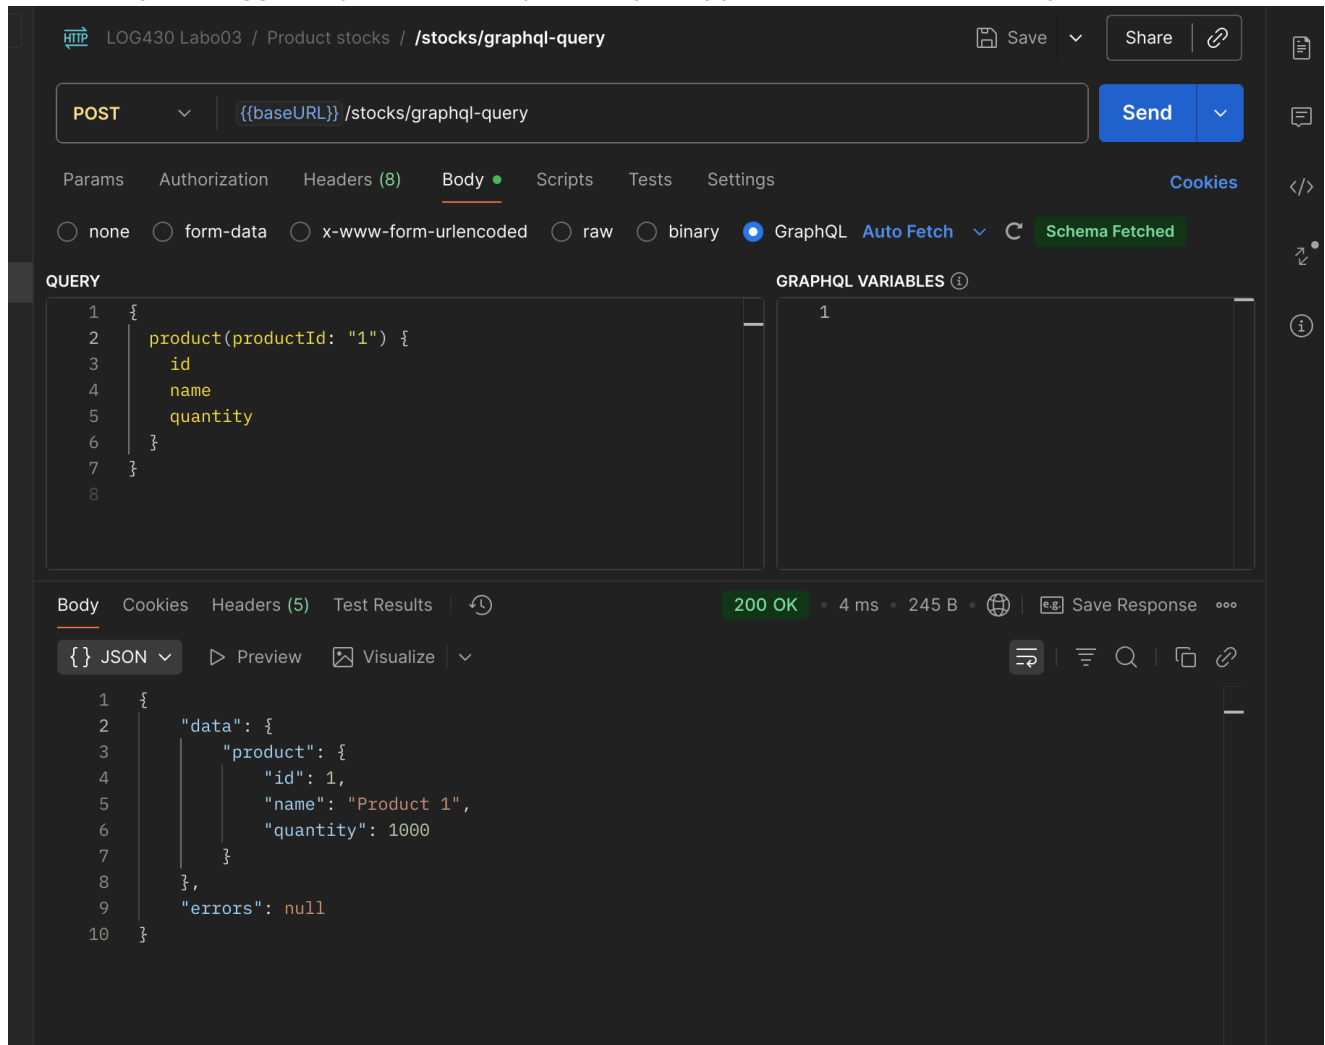 HTTP LOG430 Labo03 / Product stocks / /stocks/graphql-query Save Share
POST {{baseURL}} /stocks/graphql-query Send
Params Authorization Headers (8) Body Scripts Tests Settings Cookies
none form-data x-www-form-urlencoded raw binary GraphQL Auto Fetch Schema Fetched
QUERY
1 {
2 product(productId: "1") {
3 id
4 name
5 quantity
6 }
7 }
8
GRAPHQL VARIABLES
1
Body Cookies Headers (5) Test Results 200 OK • 4 ms • 245 B • e.g. Save Response
{} JSON Preview Visualize
1 {
2 "data": {
3 "product": {
4 "id": 1,
5 "name": "Product 1",
6 "quantity": 1000
7 }
8 },
9 "errors": null
10 }